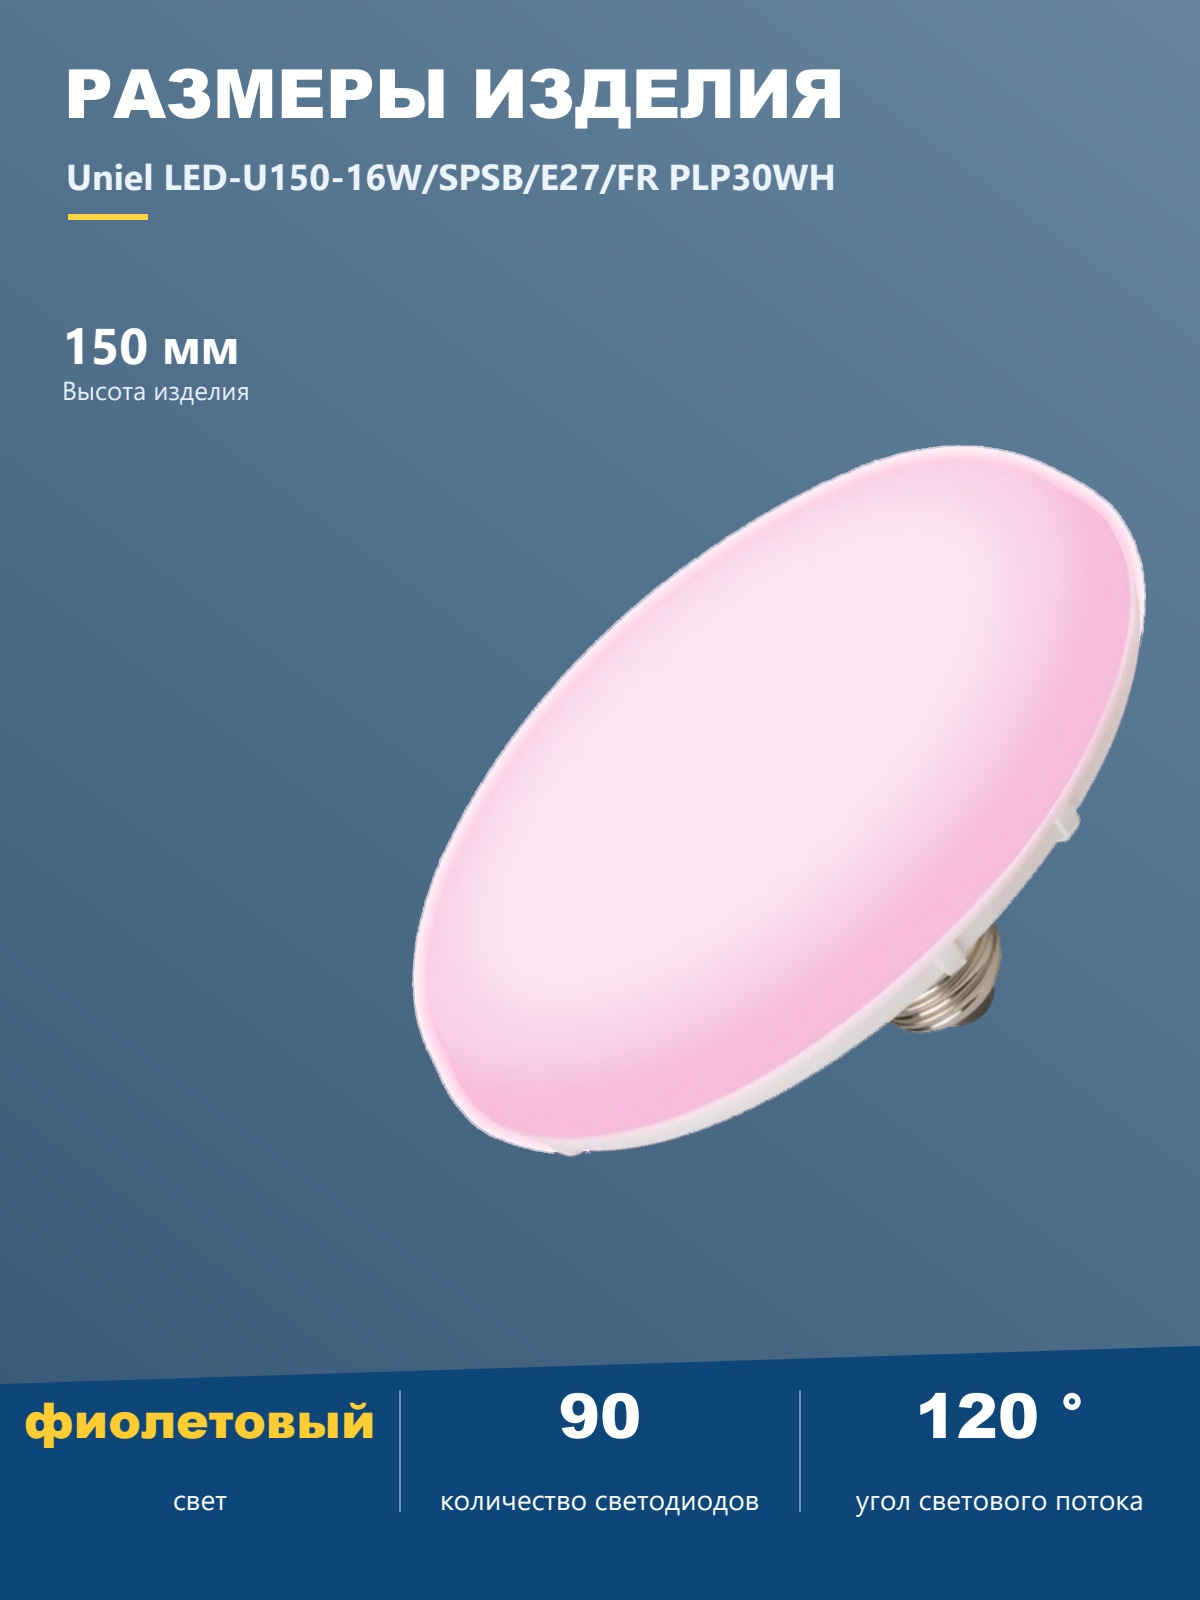 РАЗМЕРЫ ИЗДЕЛИЯ
Uniel LED-U150-16W/SPSB/E27/FR PLP30WH
150 мм
Высота изделия
фиолетовый
свет
90
количество светодиодов
120 °
угол светового потока